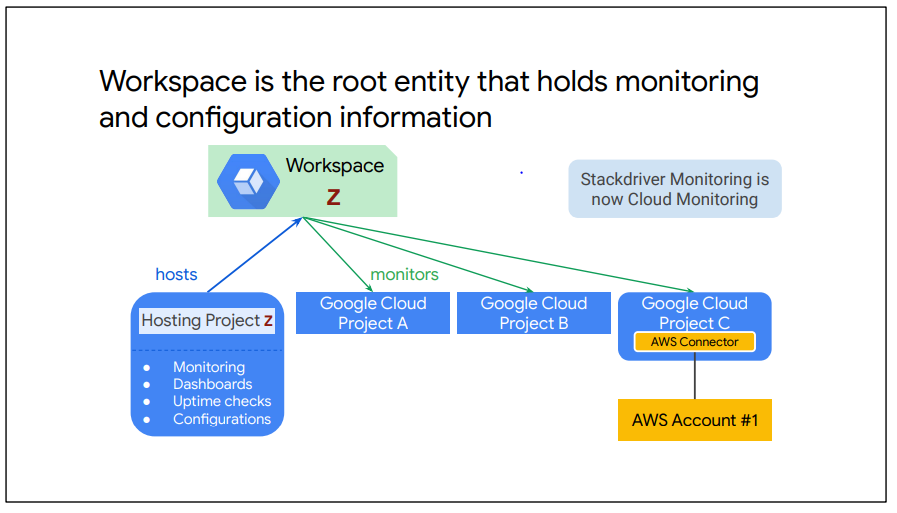 Workspace is the root entity that holds monitoring
and configuration information
Workspace
Z
Stackdriver Monitoring is
now Cloud Monitoring
hosts
monitors
Hosting Project Z
● Monitoring
● Dashboards
● Uptime checks
● Configurations
Google Cloud
Project A
Google Cloud
Project B
Google Cloud
Project C
AWS Connector
AWS Account #1